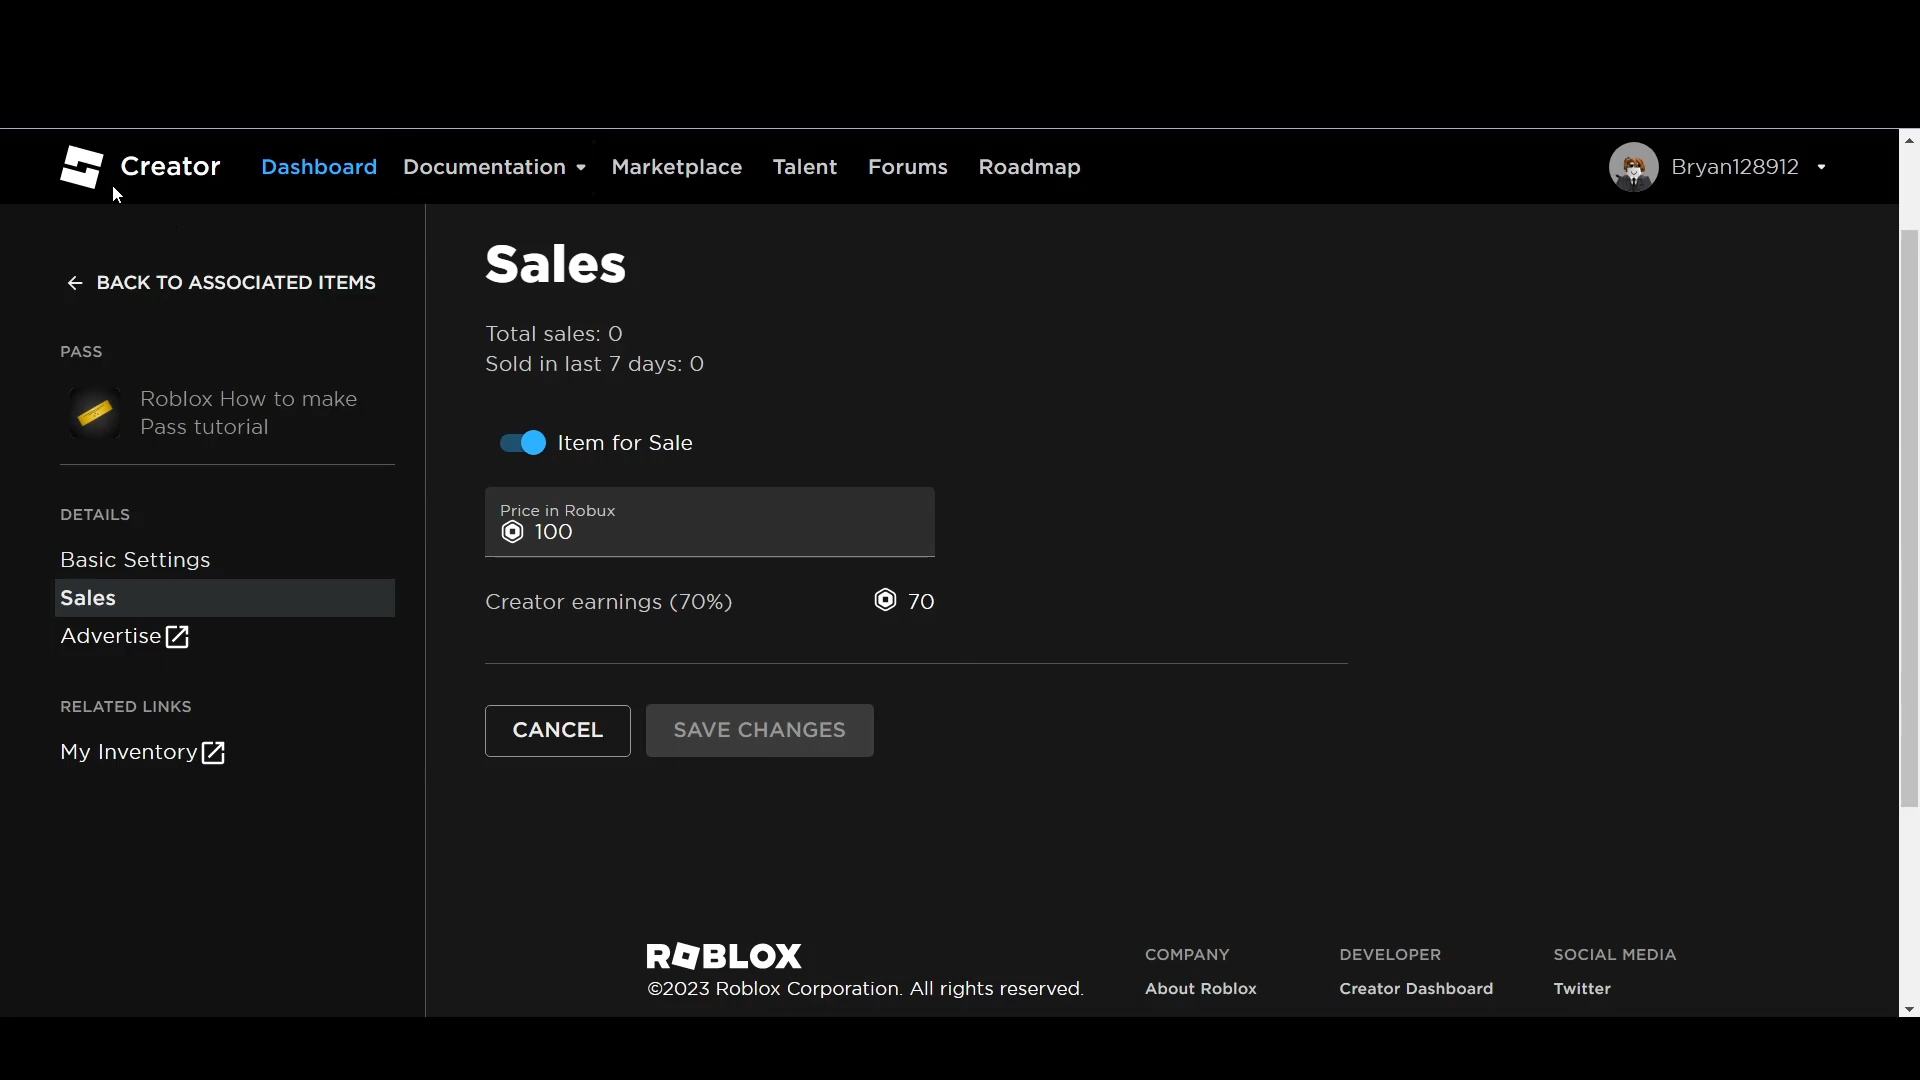 Creator
Dashboard
Documentation
Marketplace
Talent
Forums
Roadmap
Bryan128912
BACK TO ASSOCIATED ITEMS
PASS
Roblox How to make
Pass tutorial
DETAILS
Basic Settings
Sales
Advertise
RELATED LINKS
My Inventory
Sales
Total sales: 0
Sold in last 7 days: 0
Item for Sale
Price in Robux
100
Creator earnings (70%)
70
CANCEL
SAVE CHANGES
ROBLOX
©2023 Roblox Corporation. All rights reserved.
COMPANY
About Roblox
DEVELOPER
Creator Dashboard
SOCIAL MEDIA
Twitter